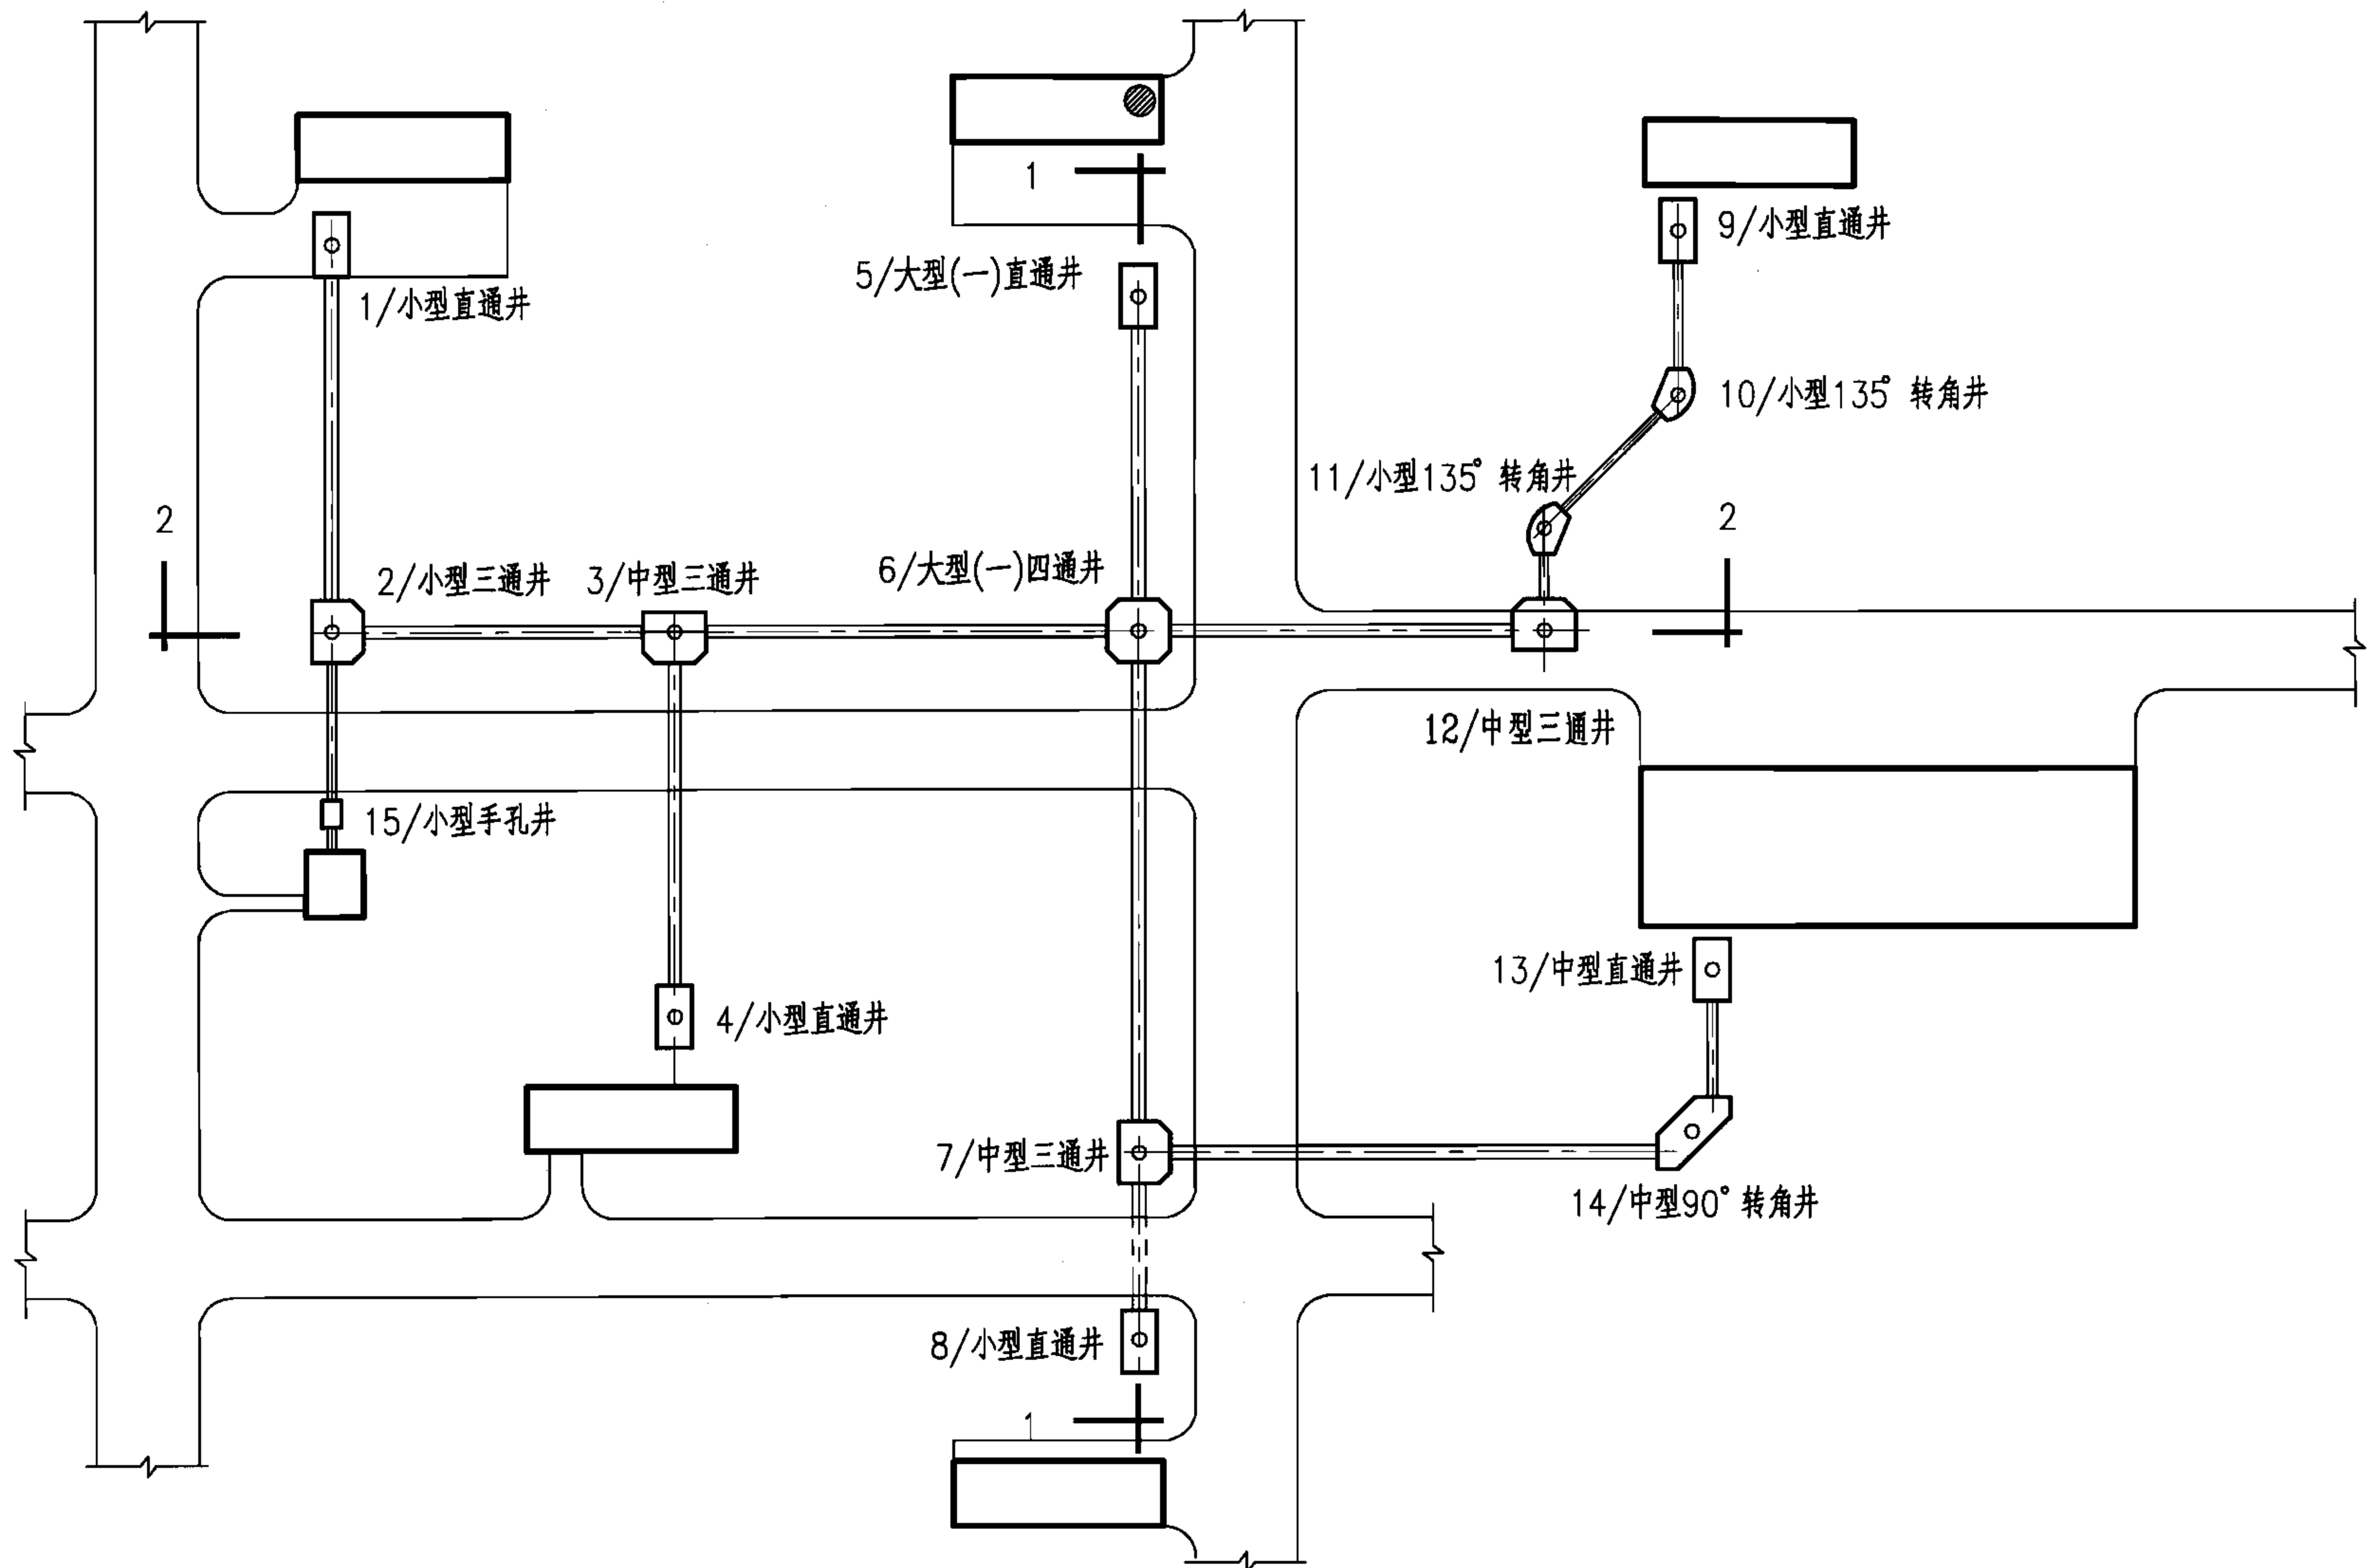 1
9/小型直通井
5/大型(一)直通井
1/小型直通井
10/小型135° 转角井
11/小型135° 转角井
2
2
2/小型三通井
3/中型三通井
6/大型(一)四通井
12/中型三通井
15/小型手孔井
13/中型直通井
4/小型直通井
7/中型三通井
14/中型90° 转角井
8/小型直通井
1